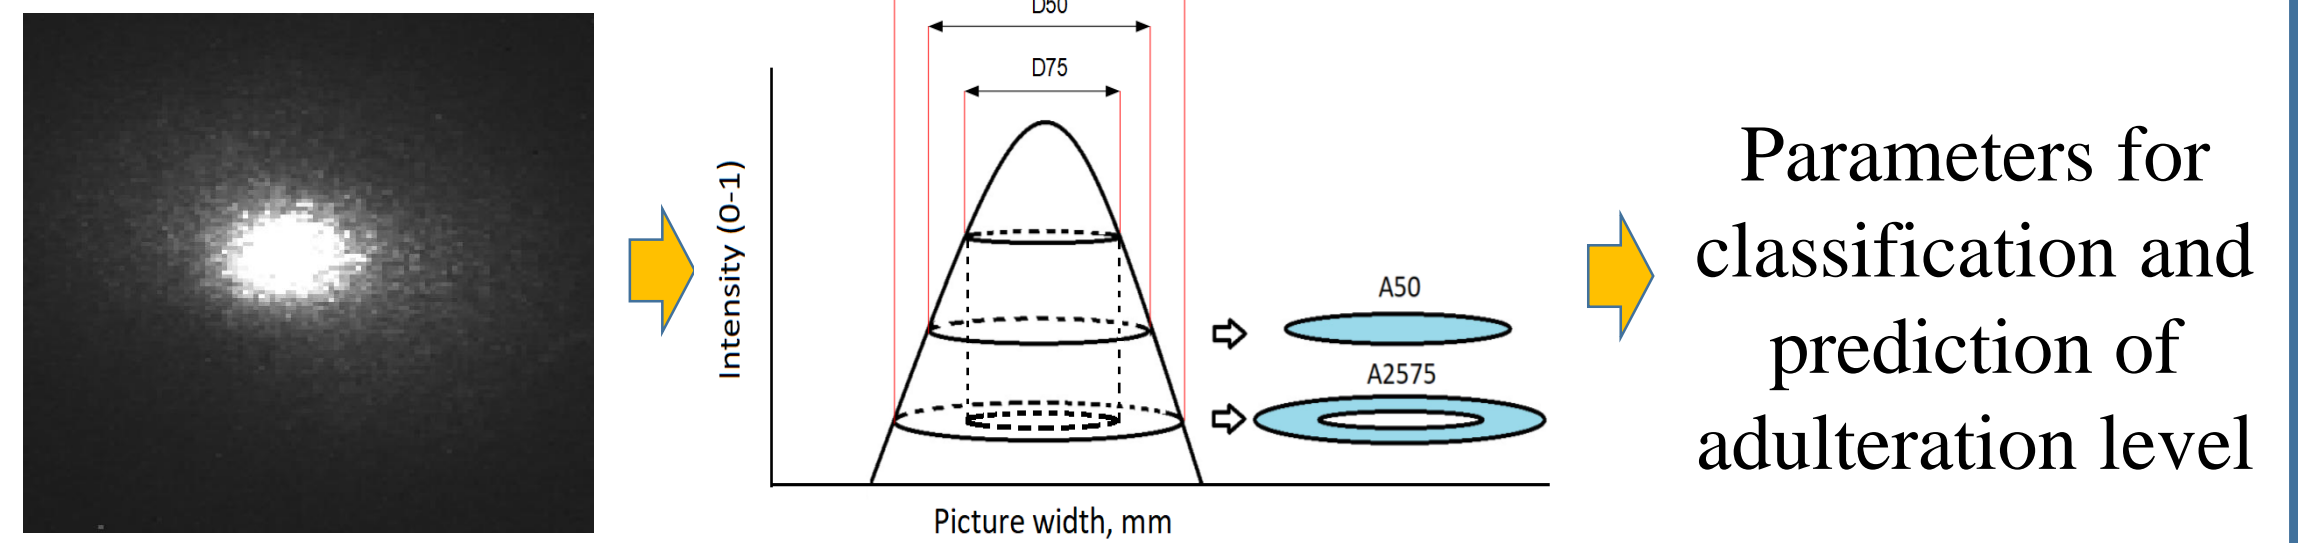 D50
D75
Intensity (0-1)
A50
A2575
Picture width, mm
Parameters for
classification and
prediction of
adulteration level